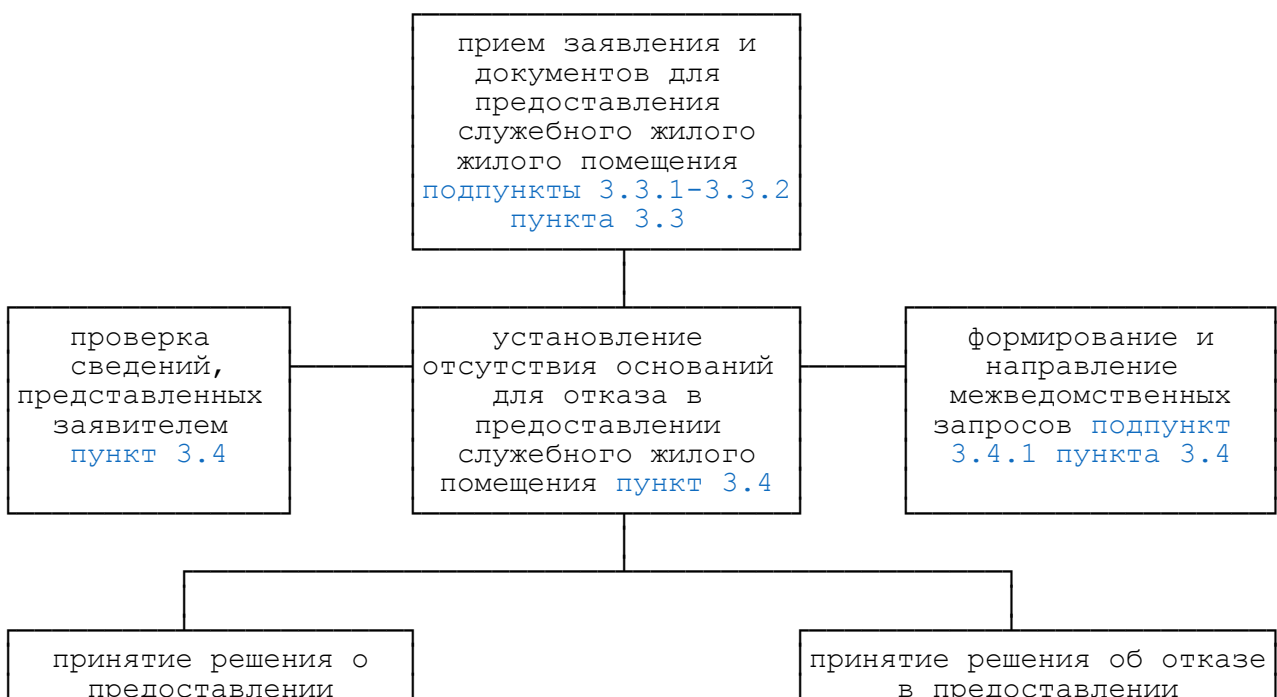 прием заявления и
документов для
предоставления
служебного жилого
жилого помещения
подпункты 3.3.1-3.3.2
пункта 3.3
проверка
сведений,
представленных
заявителем
пункт 3.4
установление
отсутствия оснований
для отказа в
предоставлении
служебного жилого
помещения пункт 3.4
формирование и
направление
межведомственных
запросов подпункт
3.4.1 пункта 3.4
принятие решения о
предоставлении
принятие решения об отказе
в предоставлении